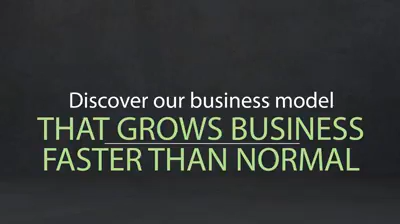 Discover our business model
THAT GROWS BUSINESS
FASTER THAN NORMAL